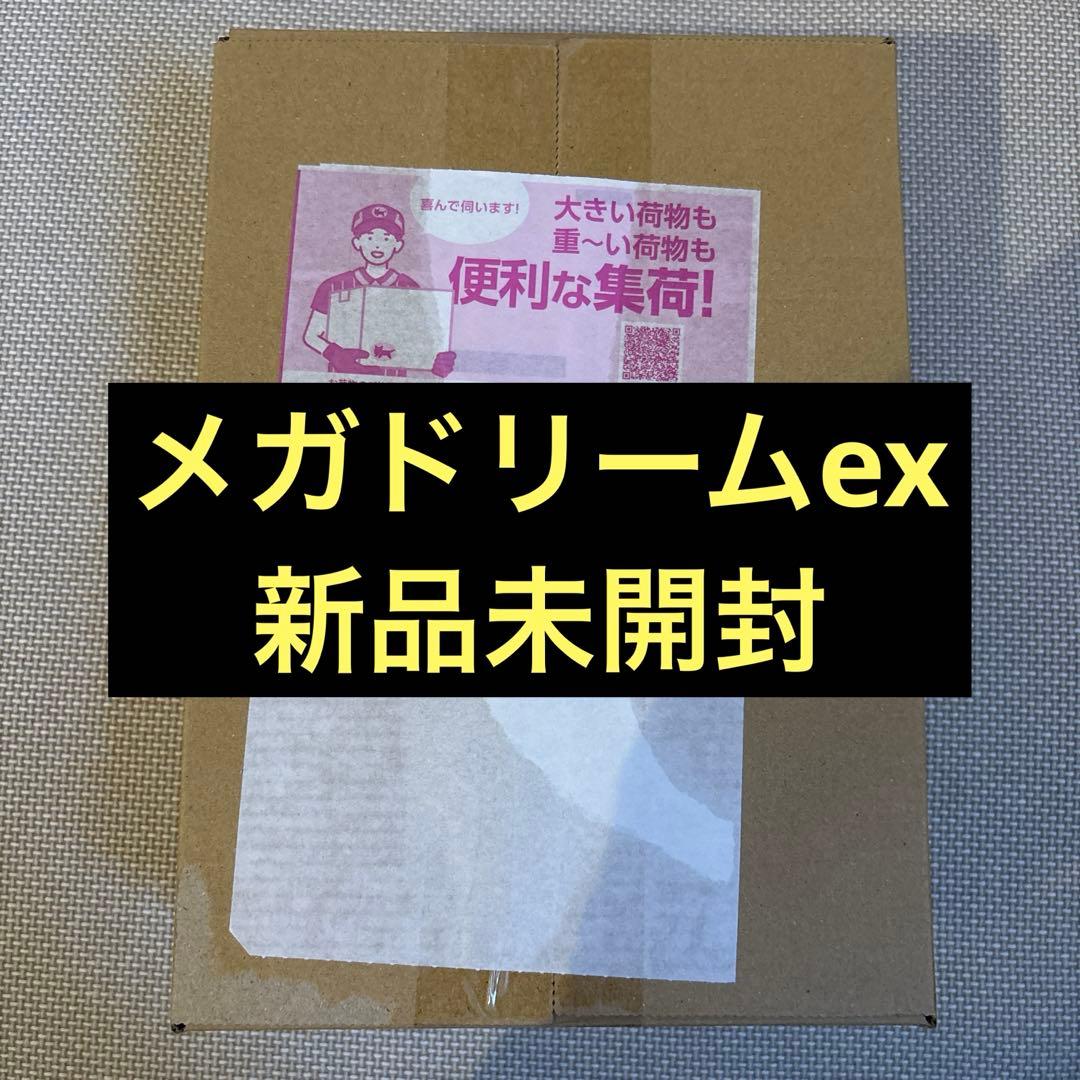 喜んで伺います!
大きい荷物も
重〜い荷物も
便利な集荷!
メガドリームex
新品未開封